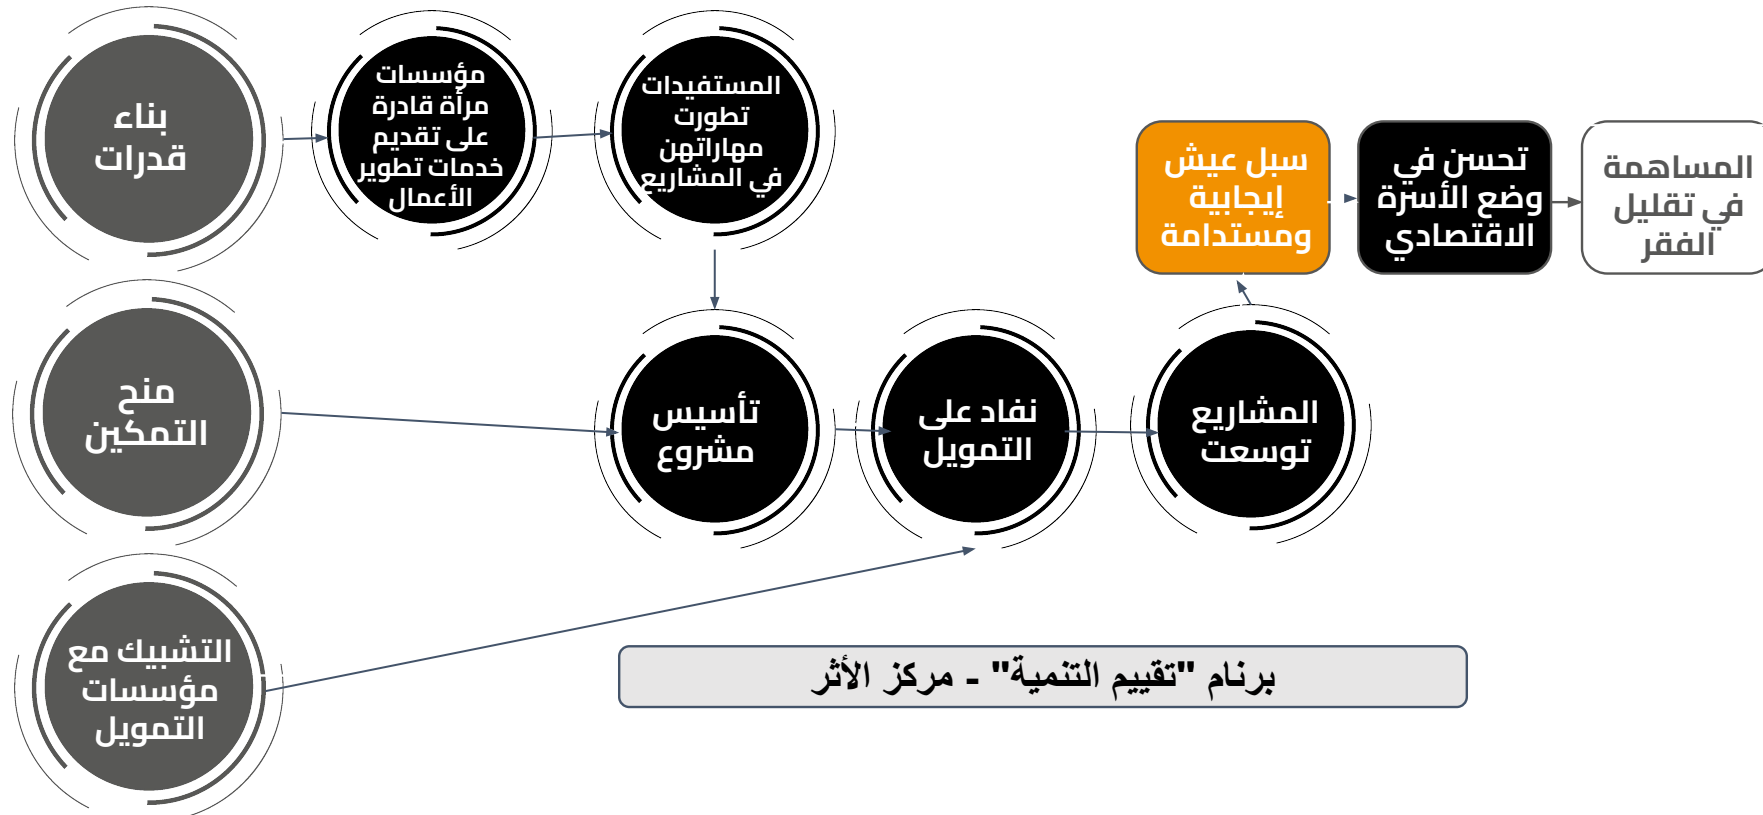 بناء
قدرات
مؤسسات
مرأة قادرة
على تقديم
خدمات تطوير
الأعمال
المستفيدات
تطورت
مهاراتهن
في المشاريع
سبل عيش
إيجابية
ومستدامة
تحسن في
وضع الأسرة
الاقتصادي
المساهمة
في تقليل
الفقر
منح
التمكين
تأسيس
مشروع
نفاد على
التمويل
المشاريع
توسعت
التشبيك مع
مؤسسات
التمويل
برنام "تقييم التنمية" - مركز الأثر